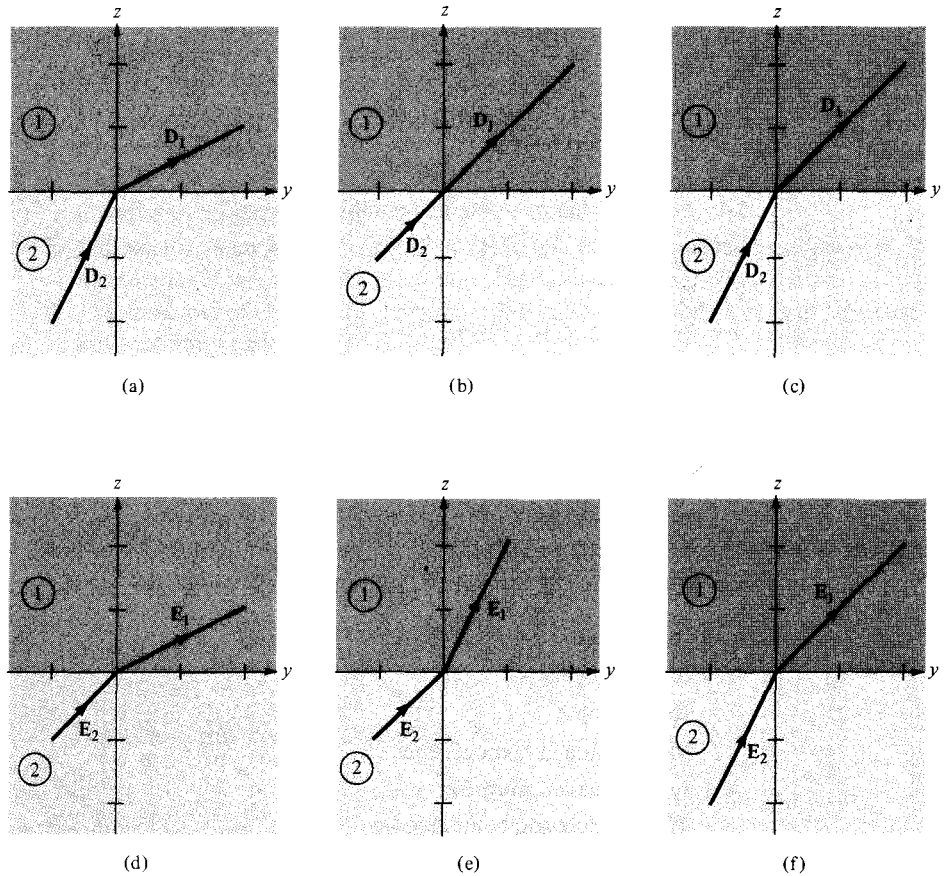 z z z
1 D₁ 1 D₁ 1 D₁
y y y
2 D₂ 2 D₂ 2 D₂
(a) (b) (c)
z z z
1 E₁ 1 E₁ 1 E₁
y y y
2 E₂ 2 E₂ 2 E₂
(d) (e) (f)